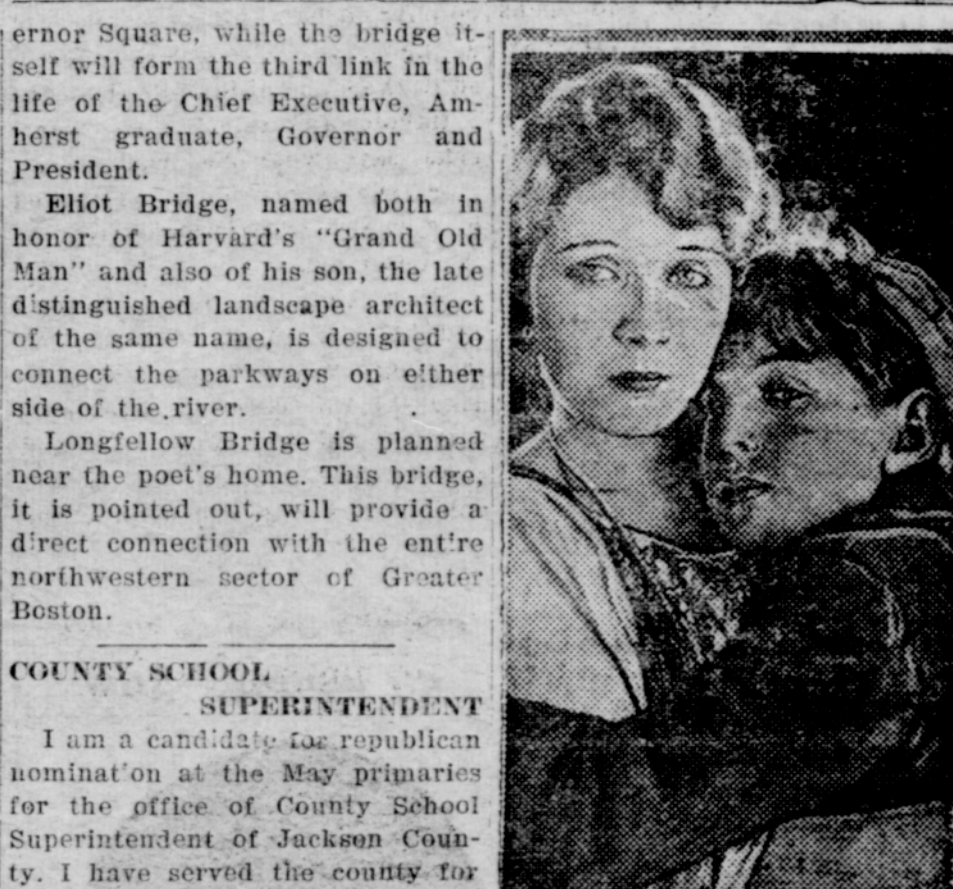 ernor Square, while the bridge it-
self will form the third link in the
life of the Chief Executive, Am-
herst graduate, Governor and
President.
Eliot Bridge, named both in
honor of Harvard's "Grand Old
Man" and also of his son, the late
distinguished landscape architect
of the same name, is designed to
connect the parkways on either
side of the river.
Longfellow Bridge is planned
near the poet's home. This bridge,
it is pointed out, will provide a
direct connection with the entire
northwestern sector of Greater
Boston.
COUNTY SCHOOL
SUPERINTENDENT
I am a candidate for republican
nomination at the May primaries
for the office of County School
Superintendent of Jackson Coun-
ty. I have served the county for